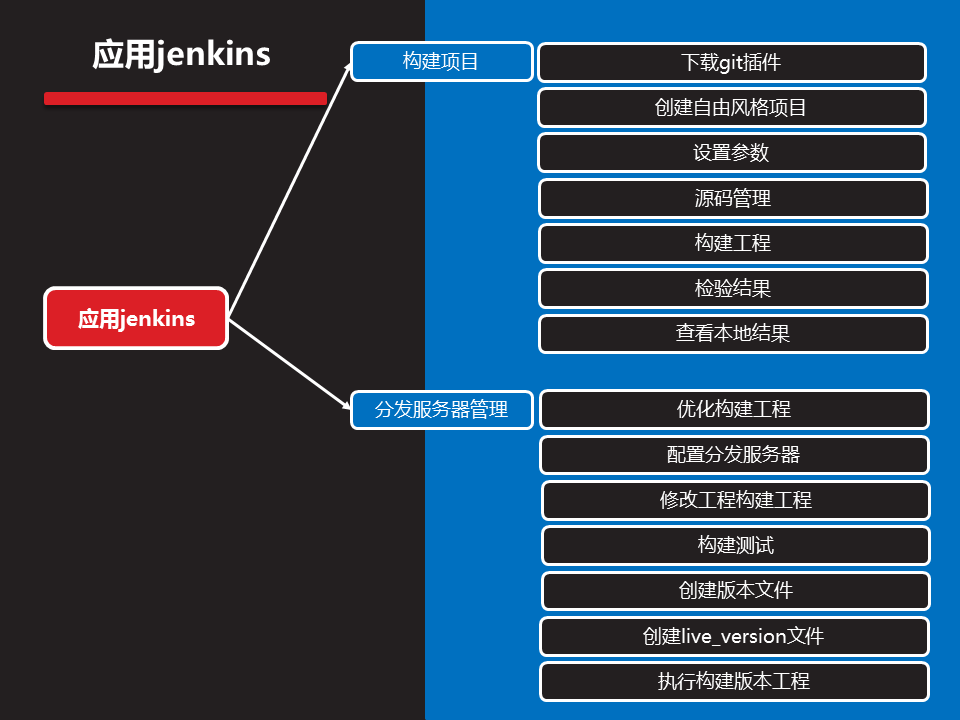 应用jenkins
应用jenkins
构建项目
下载git插件
创建自由风格项目
设置参数
源码管理
构建工程
检验结果
查看本地结果
分发服务器管理
优化构建工程
配置分发服务器
修改工程构建工程
构建测试
创建版本文件
创建live_version文件
执行构建版本工程